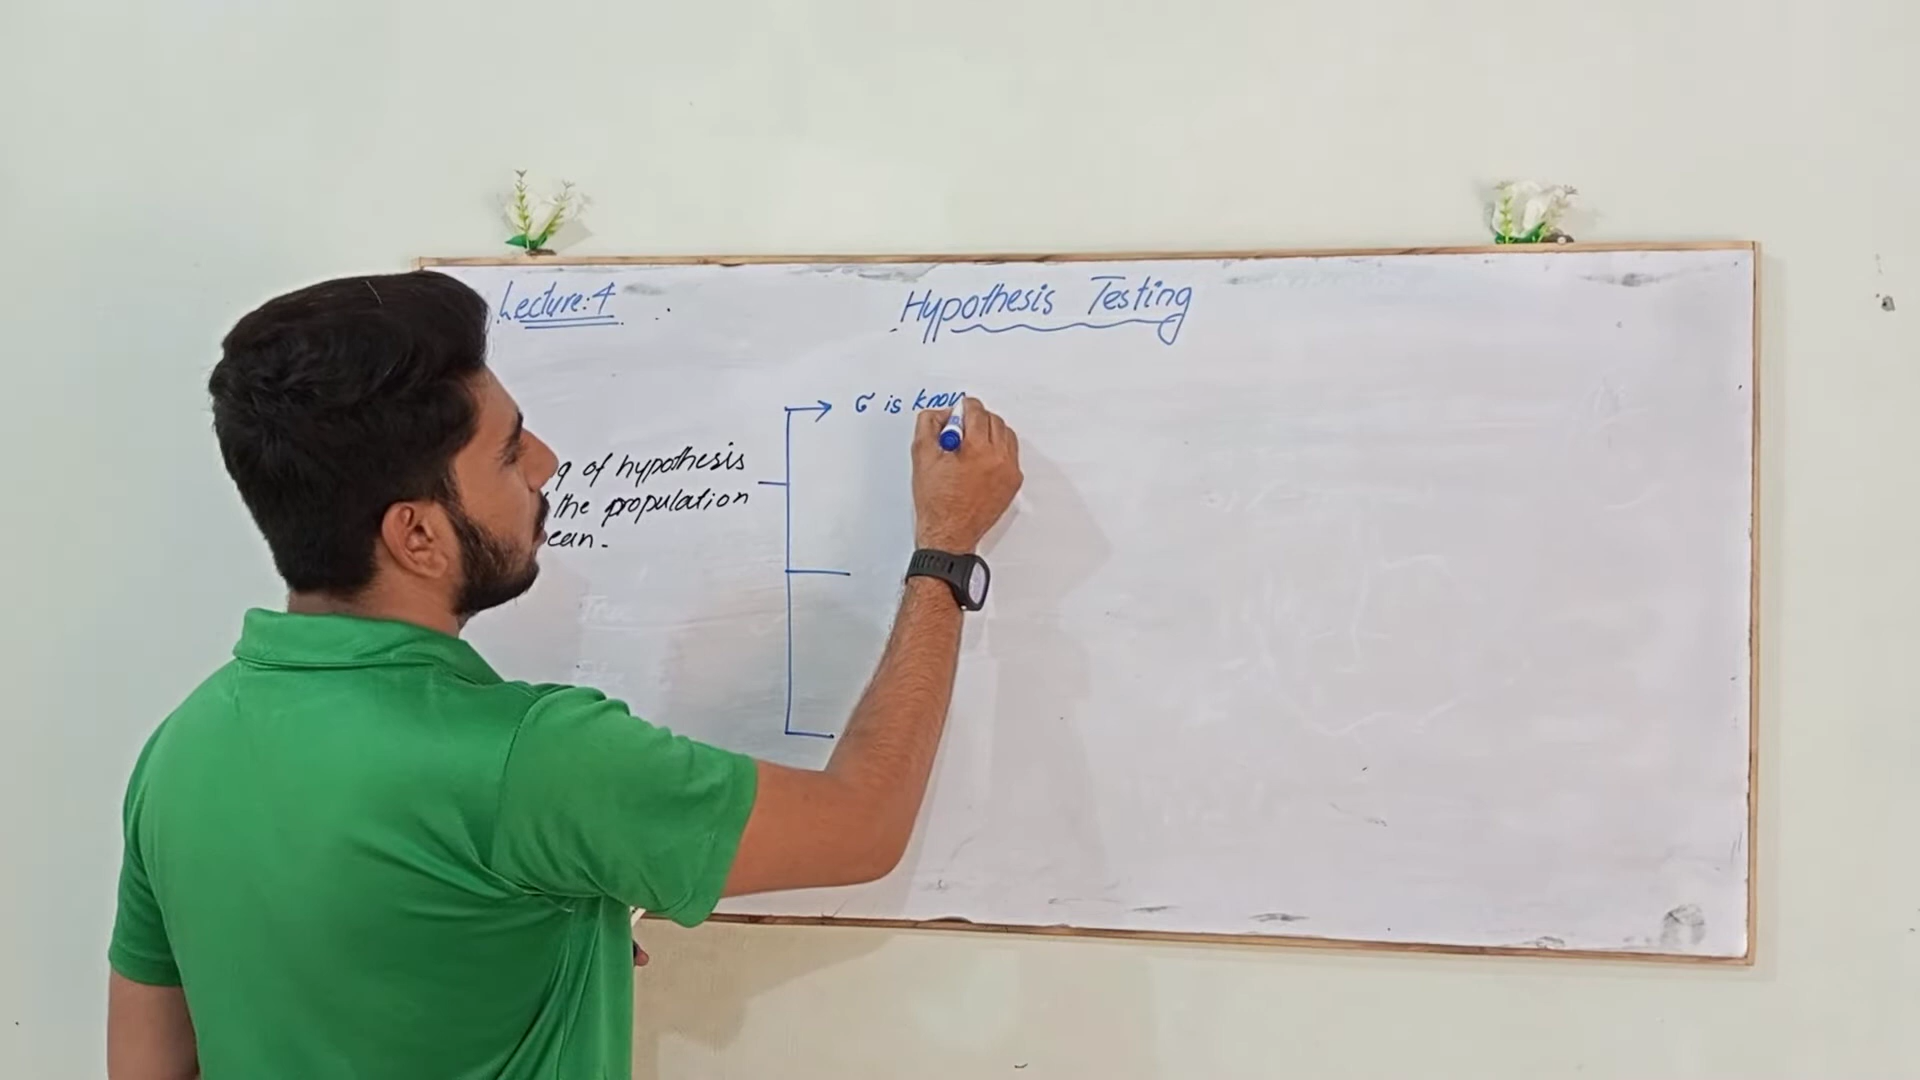 Lecture: 4
Hypothesis Testing
σ is know
g of hypothesis
the propulation
ean.